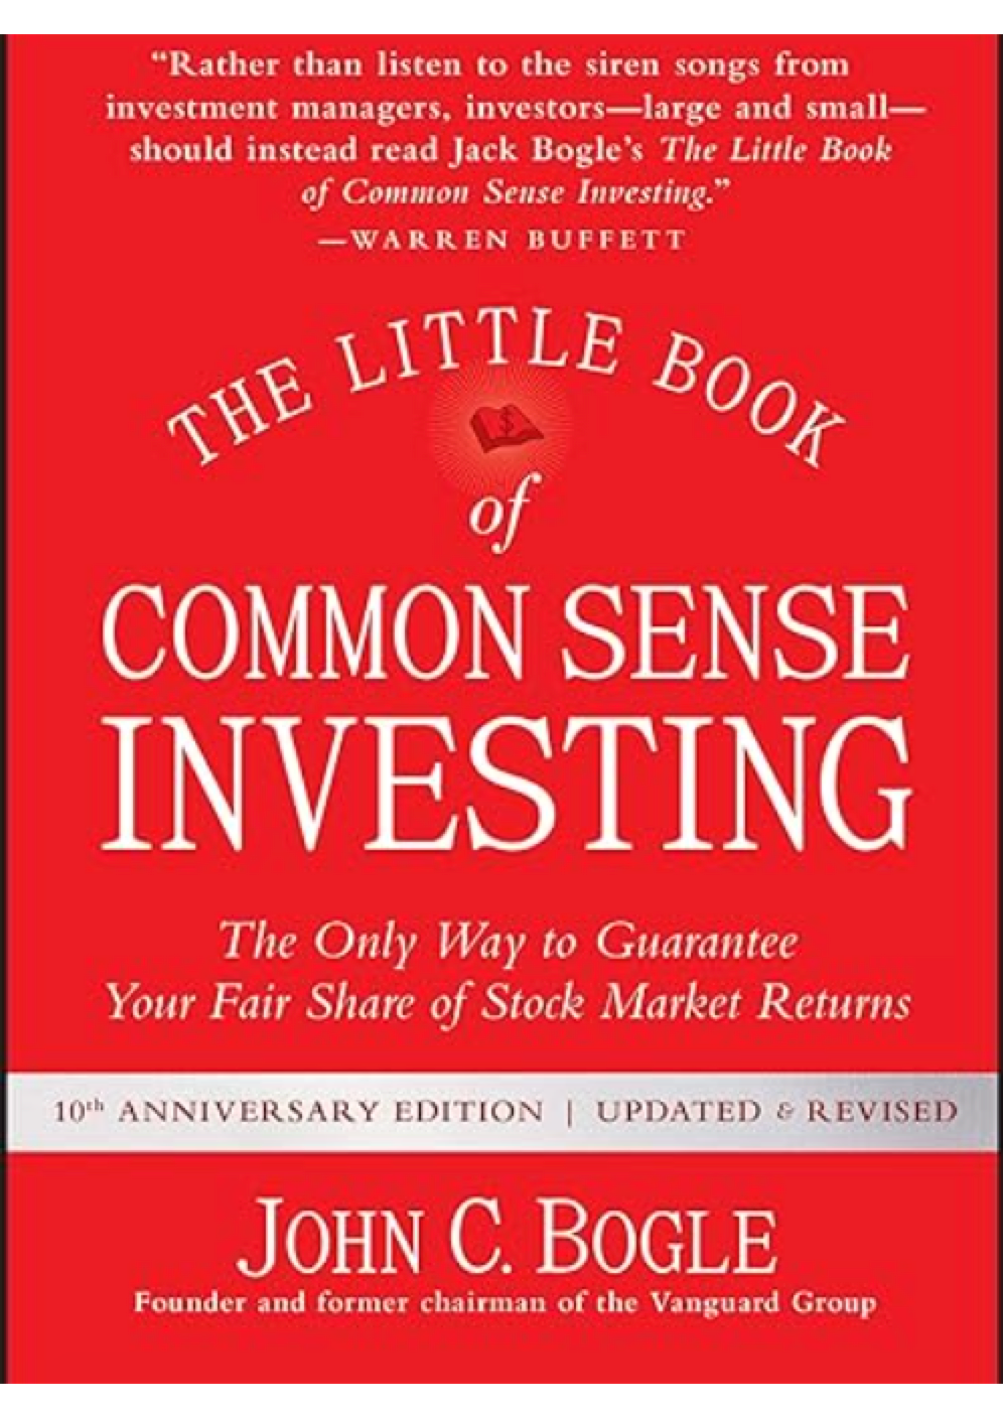 “Rather than listen to the siren songs from
investment managers, investors—large and small—
should instead read Jack Bogle’s The Little Book
of Common Sense Investing.”
—WARREN BUFFETT
THE LITTLE BOOK
$
of
COMMON SENSE
INVESTING
The Only Way to Guarantee
Your Fair Share of Stock Market Returns
10th ANNIVERSARY EDITION | UPDATED & REVISED
JOHN C. BOGLE
Founder and former chairman of the Vanguard Group